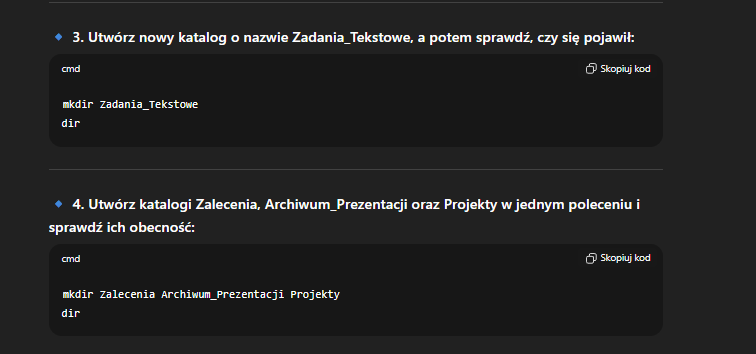 3. Utwórz nowy katalog o nazwie Zadania_Tekstowe, a potem sprawdź, czy się pojawił:
cmd
Skopiuj kod
mkdir Zadania_Tekstowe
dir
4. Utwórz katalogi Zalecenia, Archiwum_Prezentacji oraz Projekty w jednym poleceniu i
sprawdź ich obecność:
cmd
Skopiuj kod
mkdir Zalecenia Archiwum_Prezentacji Projekty
dir